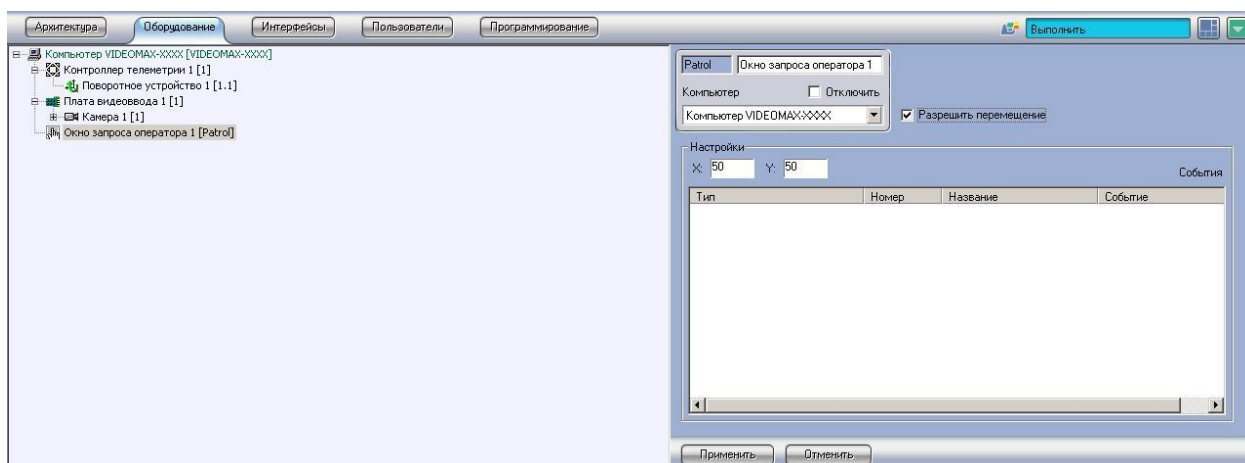 Архитектура Оборудование Интерфейсы Пользователи Программирование Выполнить
Компьютер VIDEOMAX-XXXX [VIDEOMAX-XXXX]
Контроллер телеметрии 1 [1]
Поворотное устройство 1 [1.1]
Плата видеоввода 1 [1]
Камера 1 [1]
Окно запроса оператора 1 [Patrol]
Patrol Окно запроса оператора 1
Компьютер Отключить
Компьютер VIDEOMAX-XXXX Разрешить перемещение
Настройки
X: 50 Y: 50 События
Тип Номер Название Событие
Применить Отменить